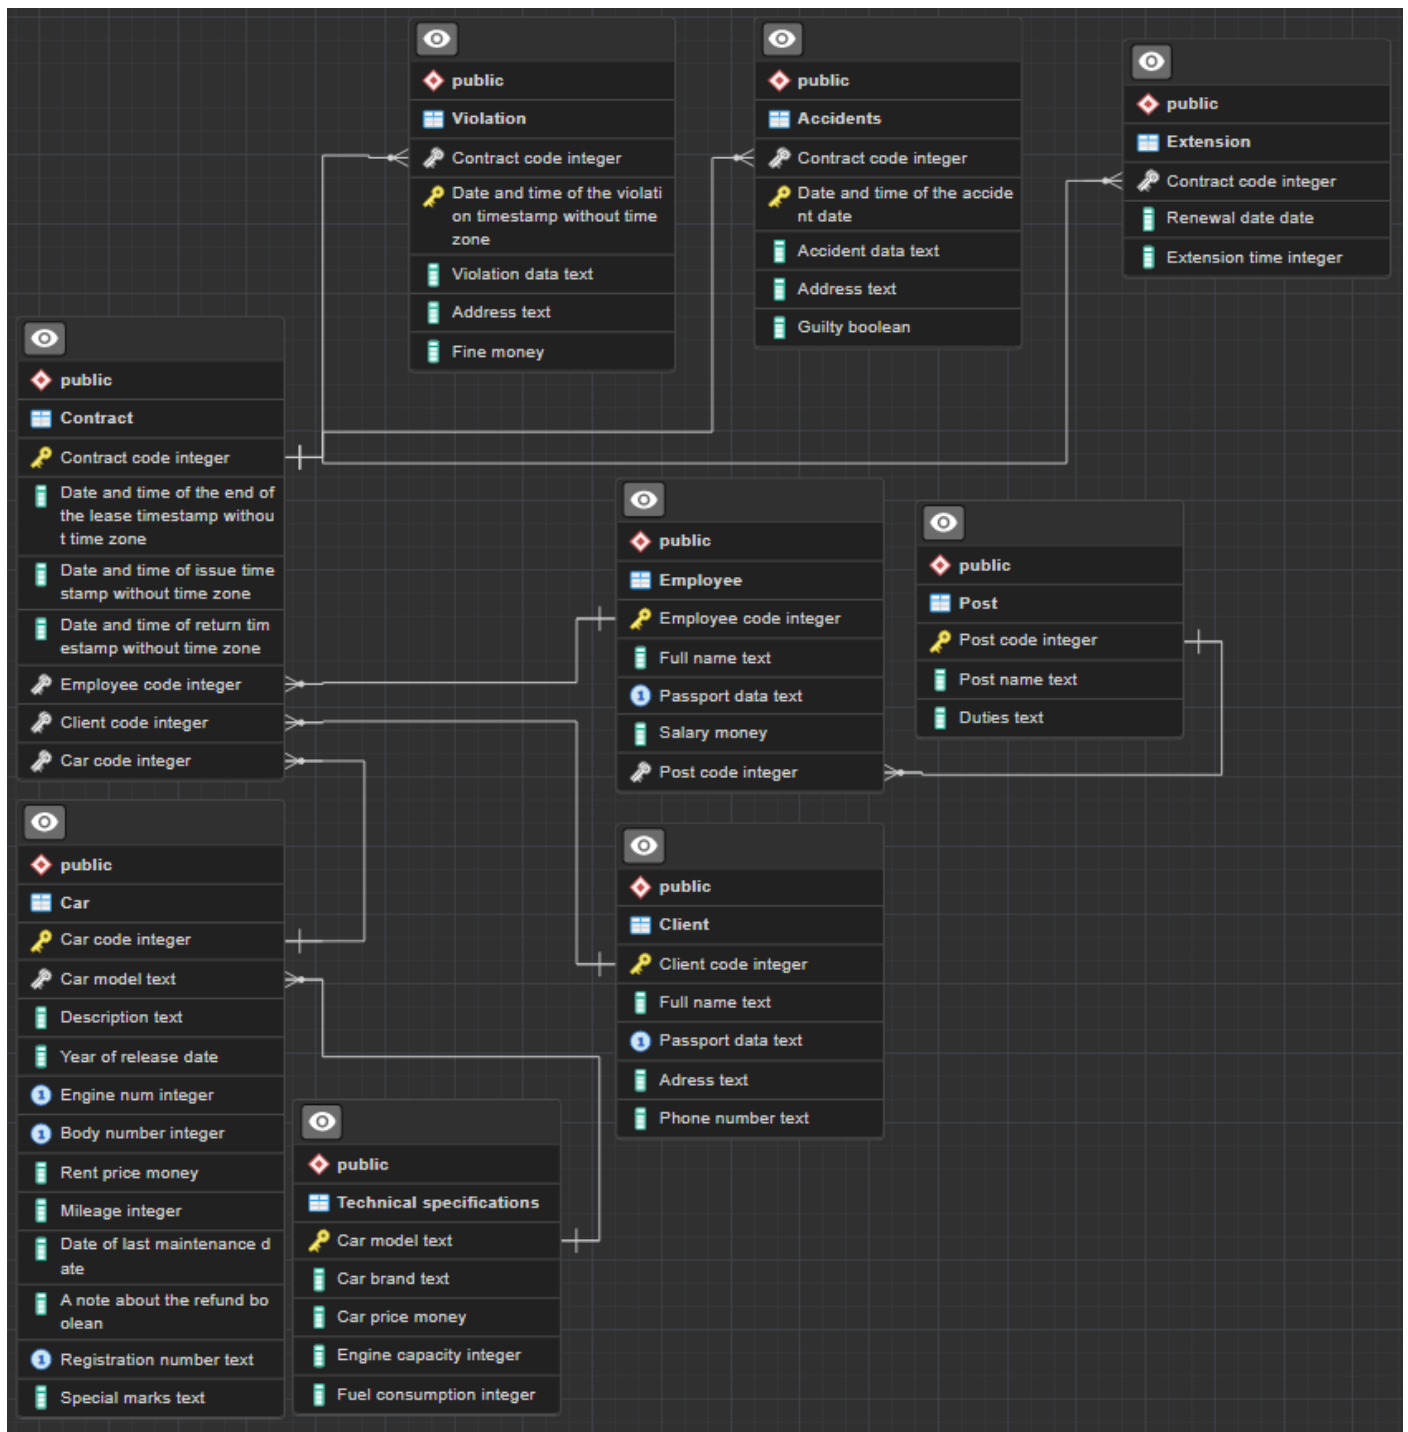 public
Violation
Contract code integer
Date and time of the violati
on timestamp without time
zone
Violation data text
Address text
Fine money
public
Accidents
Contract code integer
Date and time of the accide
nt date
Accident data text
Address text
Guilty boolean
public
Extension
Contract code integer
Renewal date date
Extension time integer
public
Contract
Contract code integer
Date and time of the end of
the lease timestamp withou
t time zone
Date and time of issue time
stamp without time zone
Date and time of return tim
estamp without time zone
Employee code integer
Client code integer
Car code integer
public
Employee
Employee code integer
Full name text
1 Passport data text
Salary money
Post code integer
public
Post
Post code integer
Post name text
Duties text
public
Car
Car code integer
Car model text
Description text
Year of release date
1 Engine num integer
1 Body number integer
Rent price money
Mileage integer
Date of last maintenance d
ate
A note about the refund bo
olean
1 Registration number text
Special marks text
public
Client
Client code integer
Full name text
1 Passport data text
Adress text
Phone number text
public
Technical specifications
Car model text
Car brand text
Car price money
Engine capacity integer
Fuel consumption integer